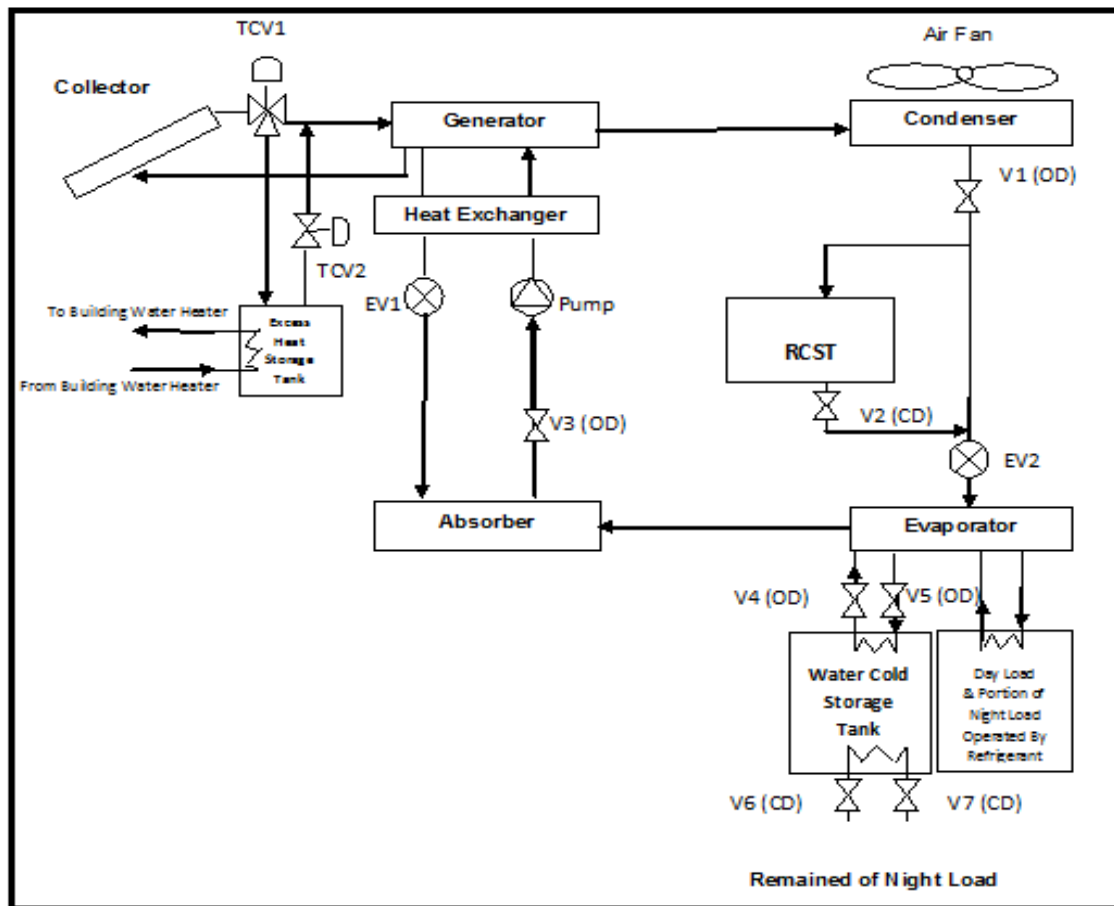 TCV1
Air Fan
Collector
Generator
Condenser
V1 (OD)
Heat Exchanger
TCV2
To Building Water Heater
EV1
Pump
Excess
Heat
Storage
Tank
RCST
From Building Water Heater
V3 (OD)
V2 (CD)
EV2
Absorber
Evaporator
V4 (OD)
V5 (OD)
Water Cold
Storage
Tank
Day Load
& Portion of
Night Load
Operated By
Refrigerant
V6 (CD)
V7 (CD)
Remained of Night Load